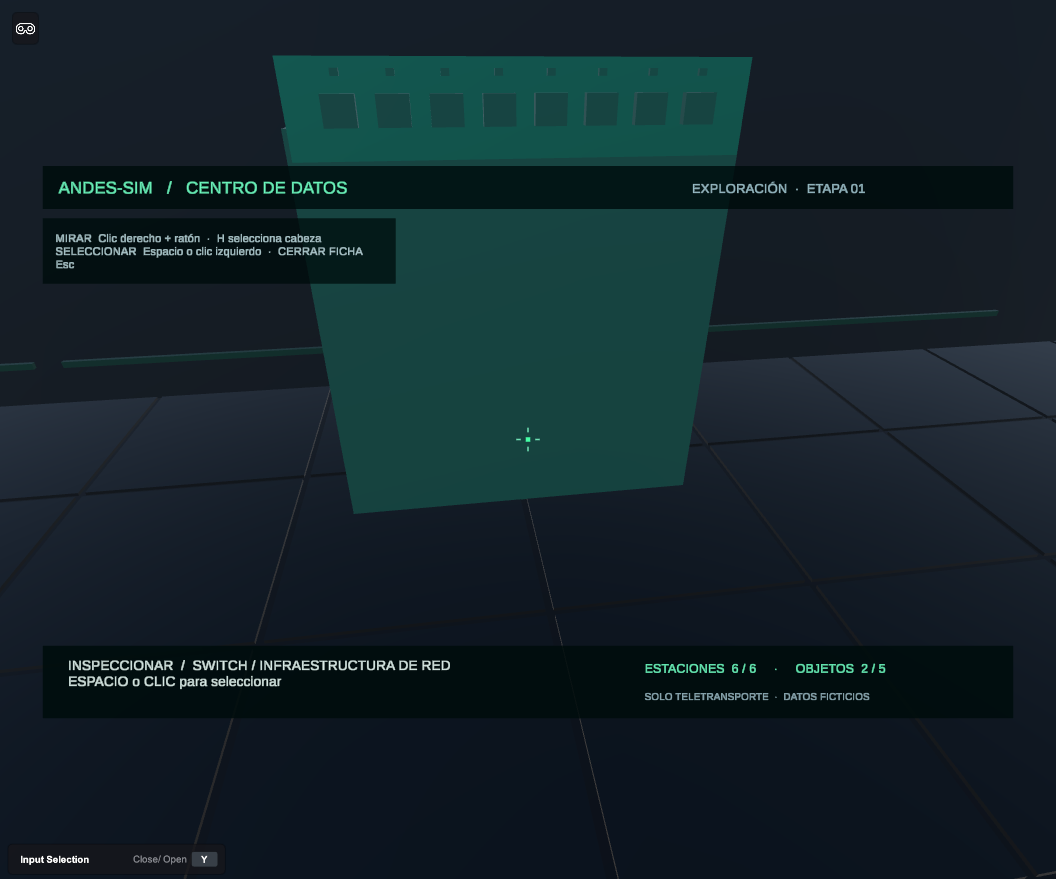 ANDES-SIM / CENTRO DE DATOS
EXPLORACIÓN · ETAPA 01
MIRAR Clic derecho + ratón · H selecciona cabeza
SELECCIONAR Espacio o clic izquierdo · CERRAR FICHA
Esc
INSPECCIONAR / SWITCH / INFRAESTRUCTURA DE RED
ESPACIO o CLIC para seleccionar
ESTACIONES 6 / 6 · OBJETOS 2 / 5
SOLO TELETRANSPORTE · DATOS FICTICIOS
Input Selection Close/ Open Y